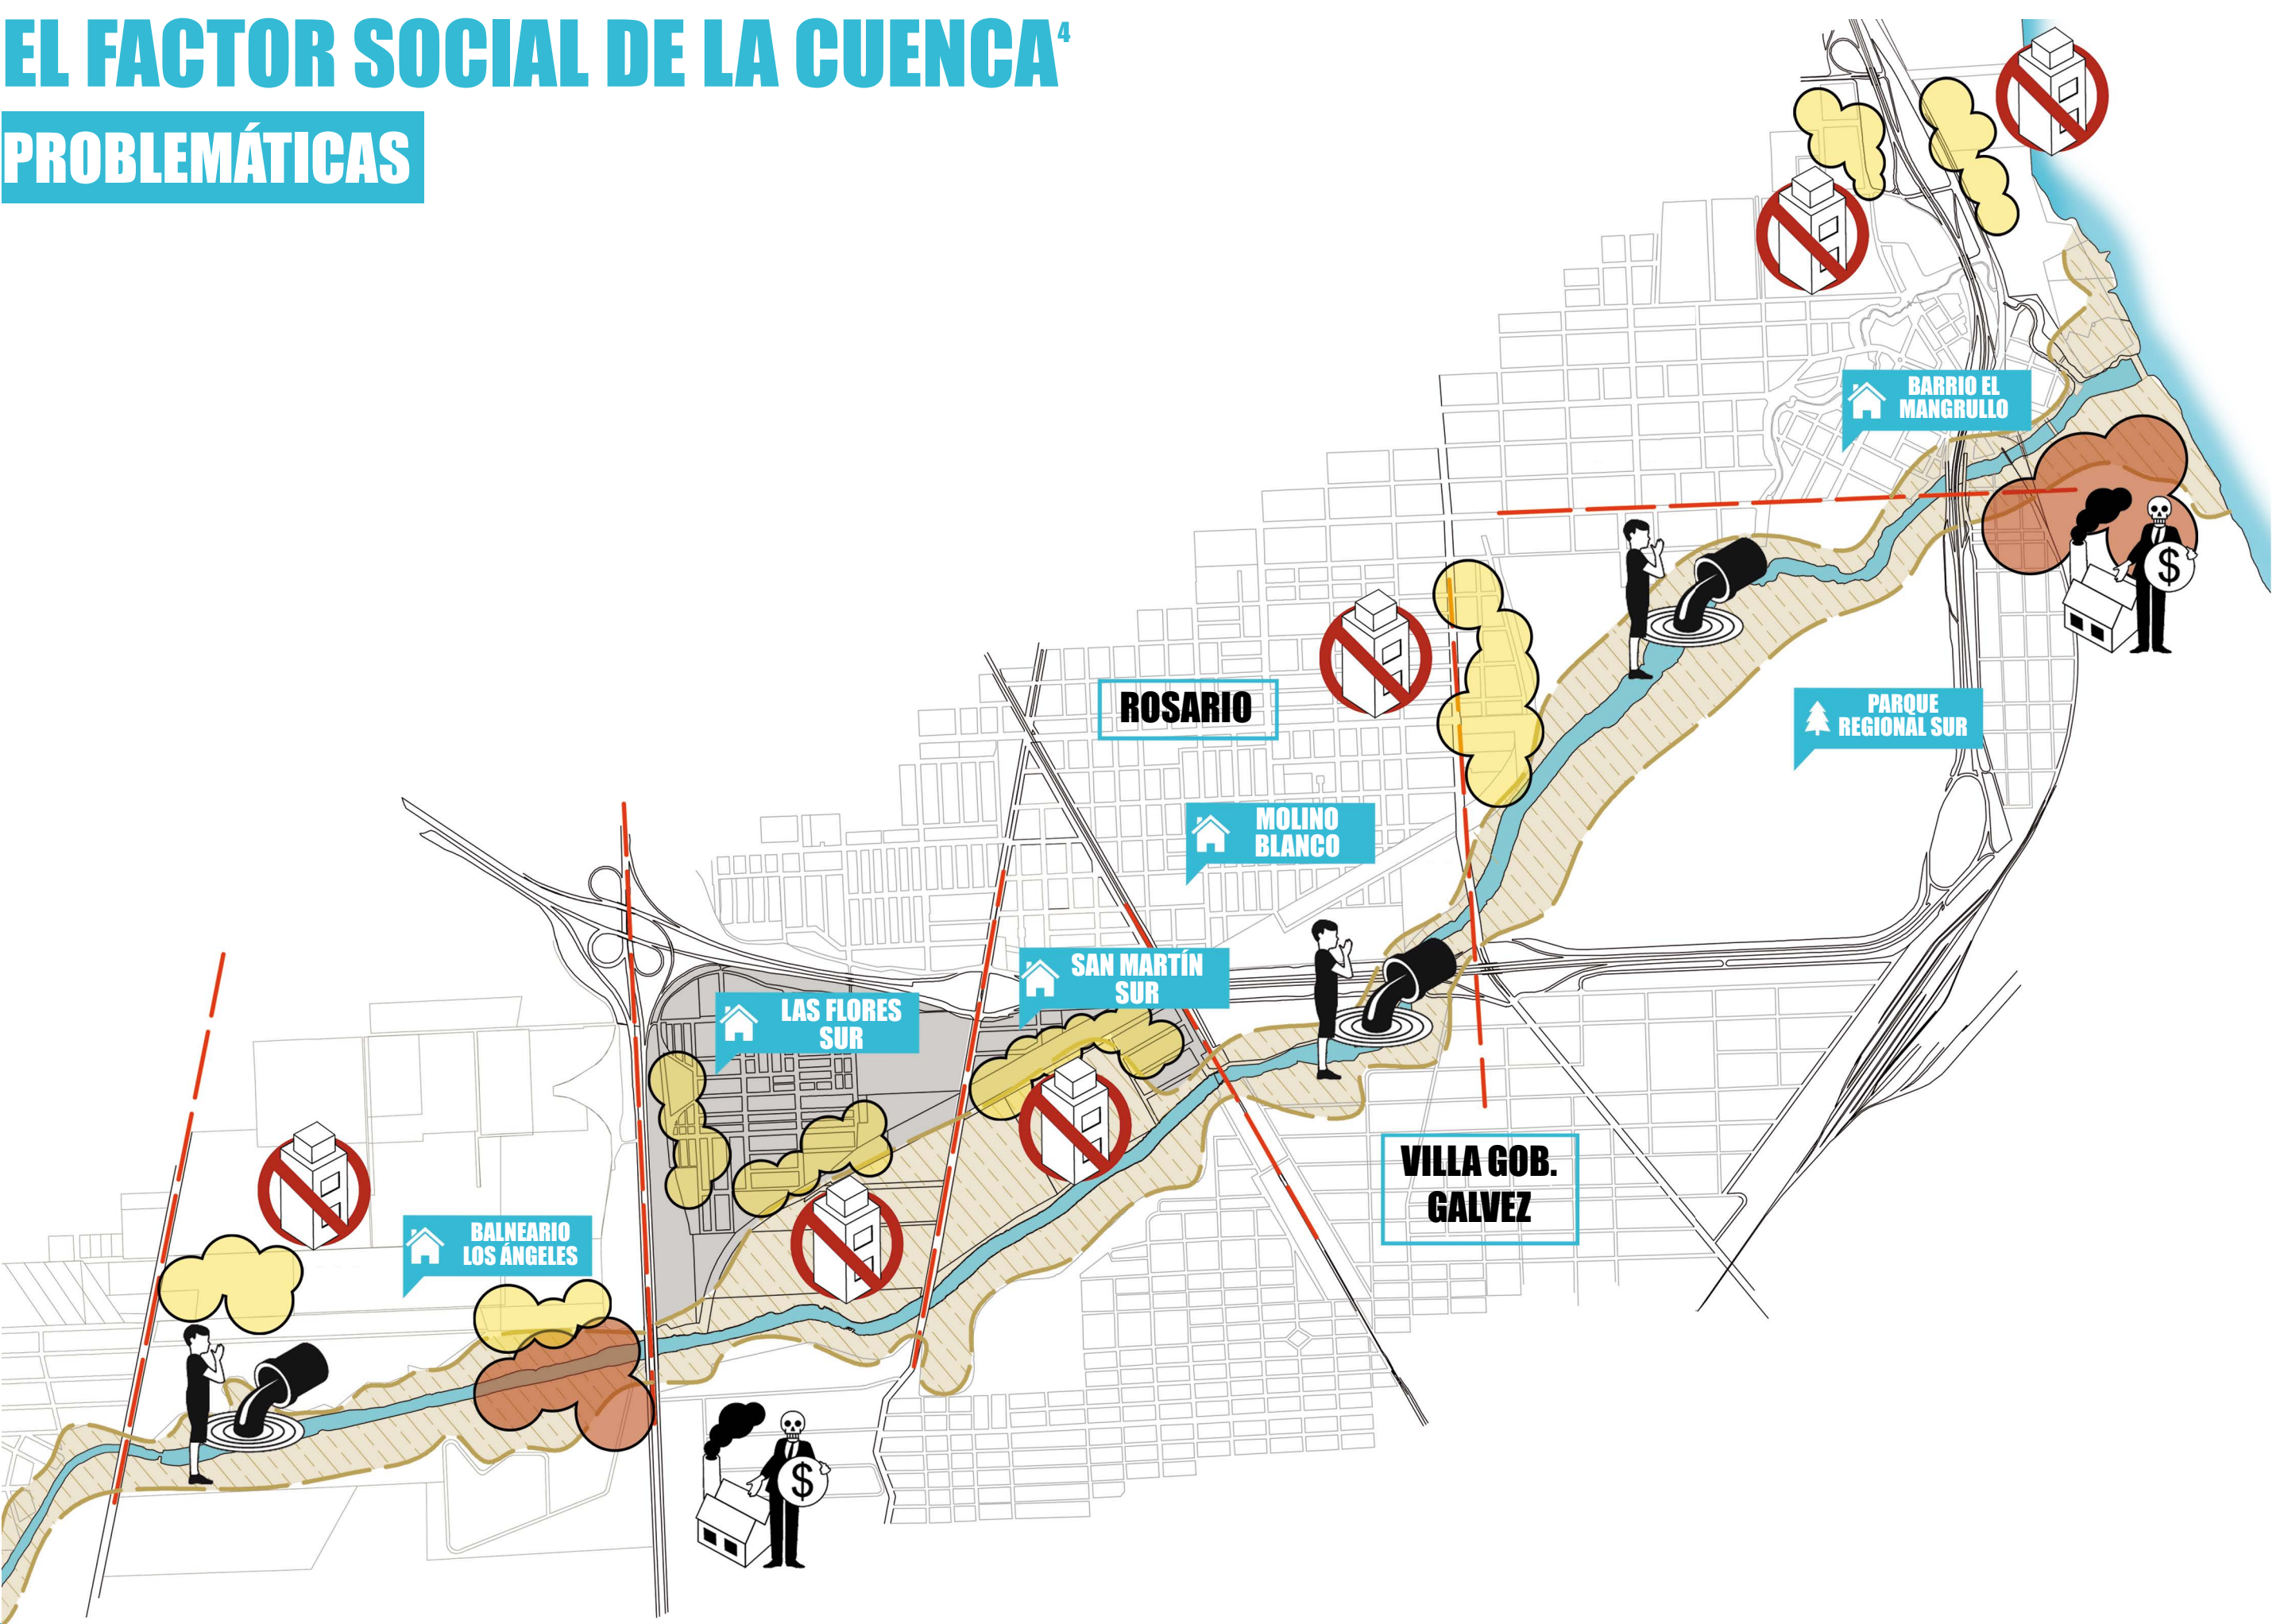 EL FACTOR SOCIAL DE LA CUENCA⁴
PROBLEMÁTICAS
BARRIO EL
MANGRULLO
$
ROSARIO
PARQUE
REGIONAL SUR
MOLINO
BLANCO
SAN MARTÍN
SUR
LAS FLORES
SUR
VILLA GOB.
GALVEZ
BALNEARIO
LOS ÁNGELES
$